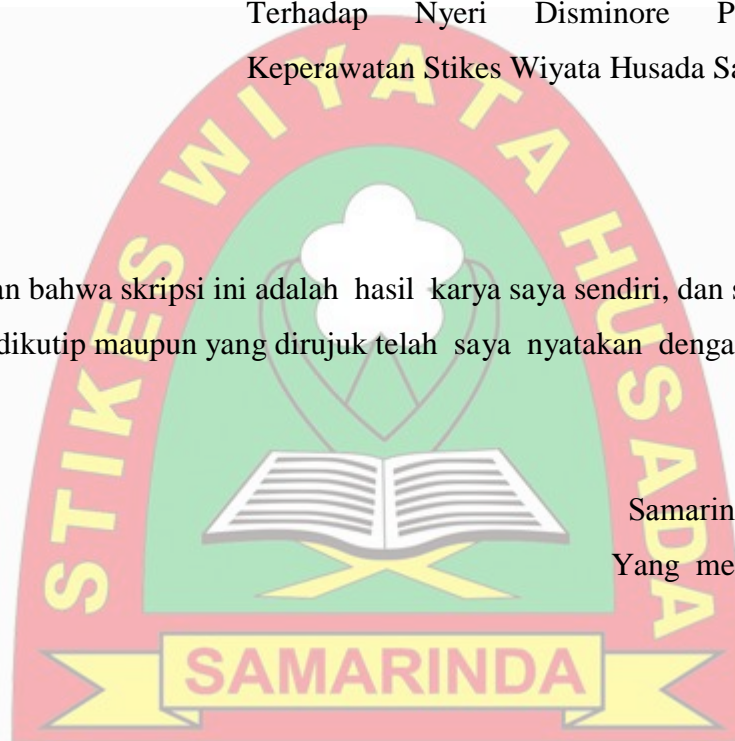 Terhadap Nyeri Disminore P
Keperawatan Stikes Wiyata Husada Sa
an bahwa skripsi ini adalah hasil karya saya sendiri, dan s
dikutip maupun yang dirujuk telah saya nyatakan denga
Samarin
Yang me
STIKES WIYATA HUSADA
SAMARINDA